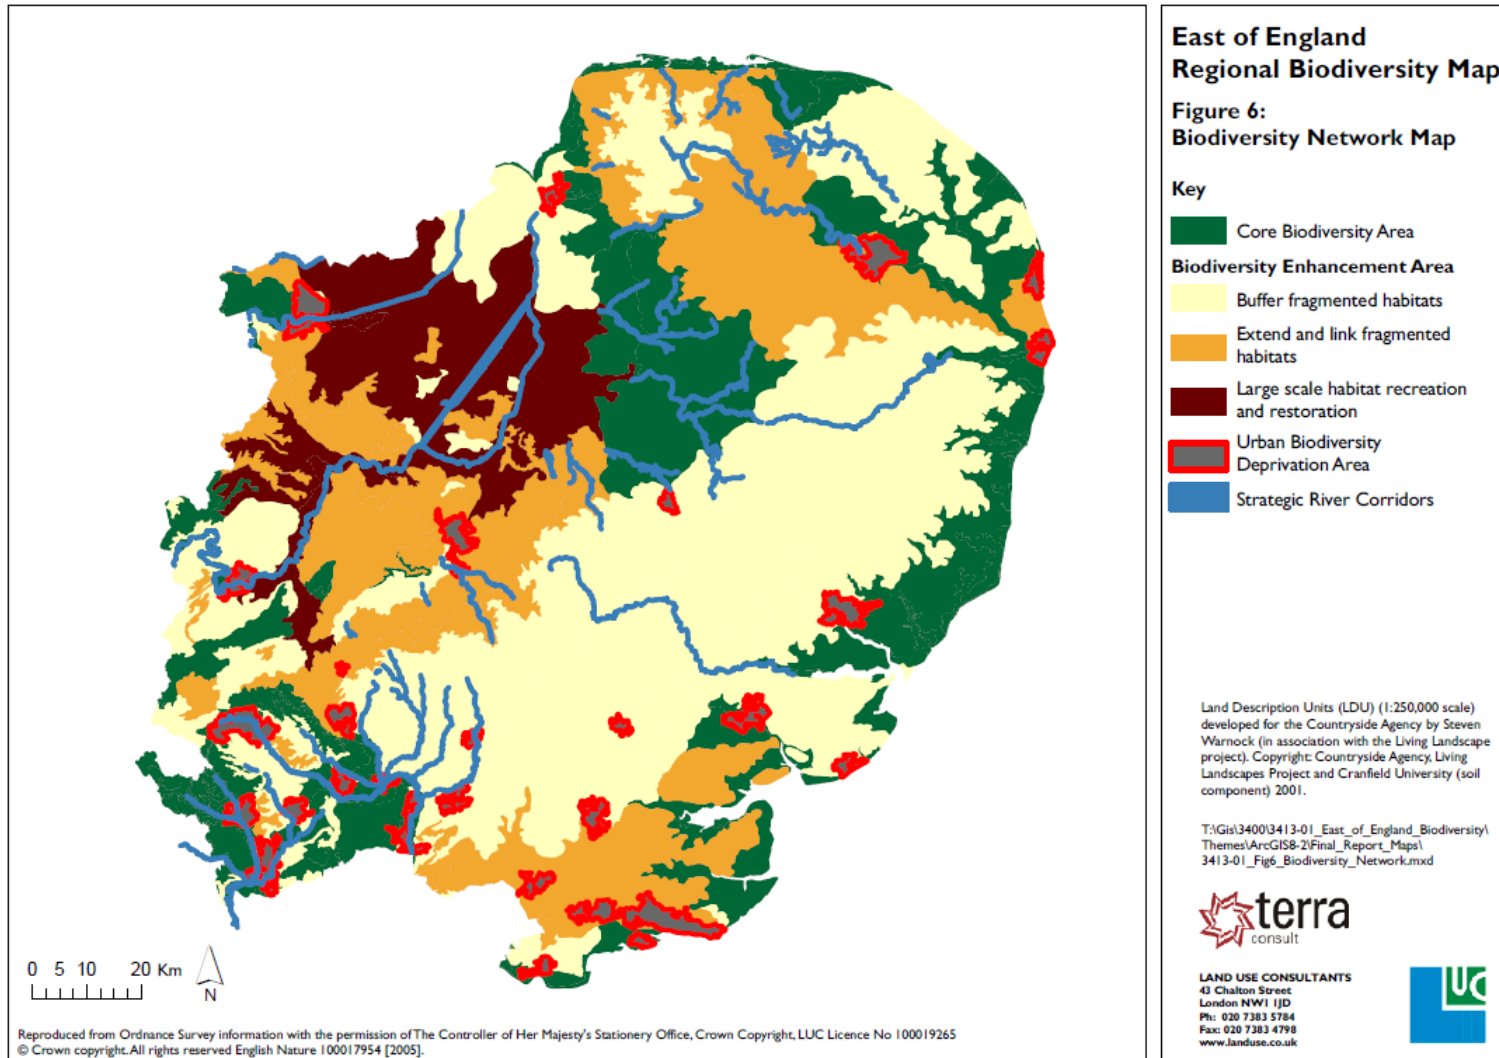 East of England
Regional Biodiversity Map
Figure 6:
Biodiversity Network Map
Key
Core Biodiversity Area
Biodiversity Enhancement Area
Buffer fragmented habitats
Extend and link fragmented
habitats
Large scale habitat recreation
and restoration
Urban Biodiversity
Deprivation Area
Strategic River Corridors
Land Description Units (LDU) (1:250,000 scale)
developed for the Countryside Agency by Steven
Warnock (in association with the Living Landscape
project). Copyright: Countryside Agency, Living
Landscapes Project and Cranfield University (soil
component) 2001.
T:\Gis\3400\3413-01_East_of_England_Biodiversity\
Themes\ArcGIS8-2\Final_Report_Maps\
3413-01_Fig6_Biodiversity_Network.mxd
terra
consult
LAND USE CONSULTANTS
43 Chalton Street
London NW1 1JD
Ph: 020 7383 5784
Fax: 020 7383 4798
www.landuse.co.uk
LUC
0 5 10 20 Km
N
Reproduced from Ordnance Survey information with the permission of The Controller of Her Majesty's Stationery Office, Crown Copyright, LUC Licence No 100019265
© Crown copyright. All rights reserved English Nature 100017954 [2005].